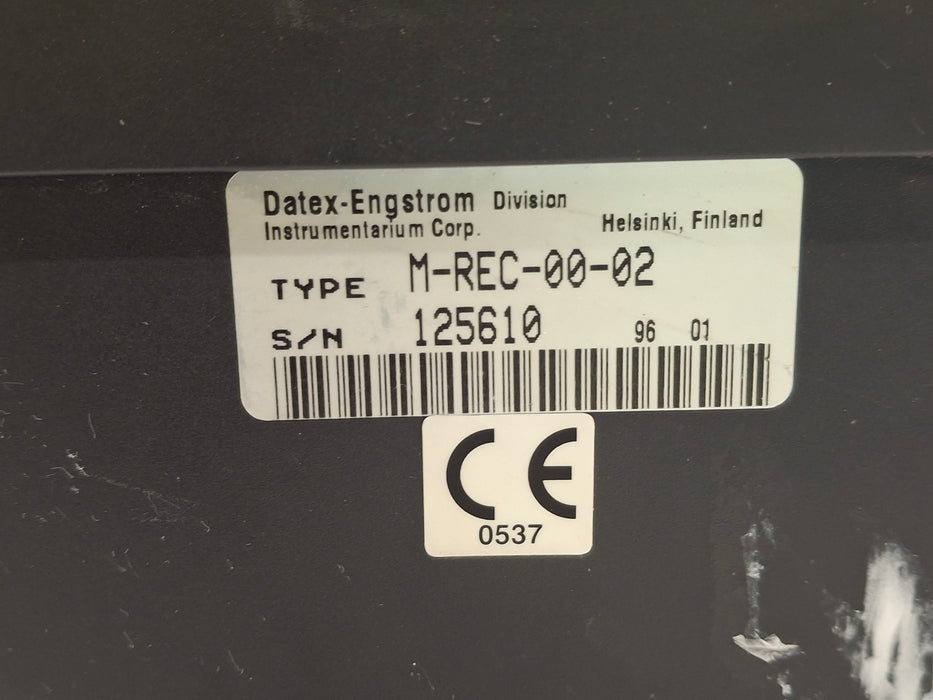 Datex-Engstrom Division
Instrumentarium Corp. Helsinki, Finland
TYPE M-REC-00-02
S/N 125610 96 01
CE
0537